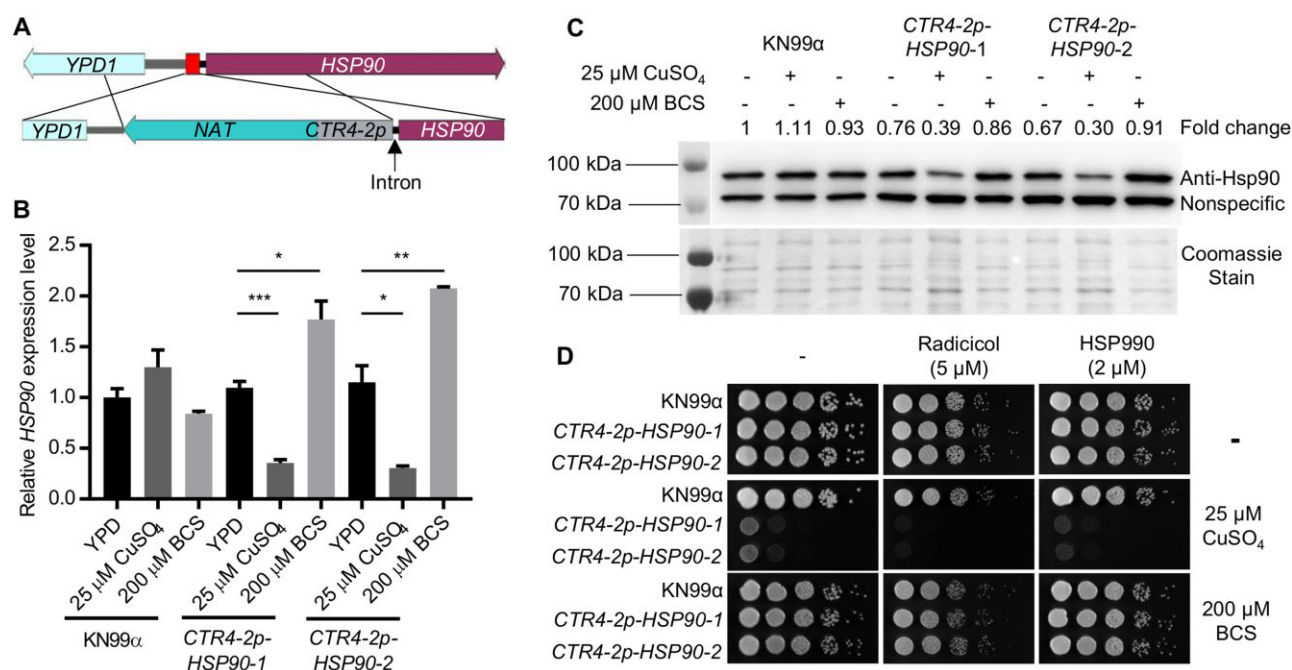 A
YPD1
HSP90
YPD1
NAT
CTR4-2p
HSP90
Intron
B
Relative HSP90 expression level
2.5
2.0
1.5
1.0
0.5
0.0
*
**
***
*
YPD
25 µM CuSO₄
200 µM BCS
YPD
25 µM CuSO₄
200 µM BCS
YPD
25 µM CuSO₄
200 µM BCS
KN99α
CTR4-2p-
HSP90-1
CTR4-2p-
HSP90-2
C
KN99α
CTR4-2p-
HSP90-1
CTR4-2p-
HSP90-2
25 µM CuSO₄ - + - - + - - + -
200 µM BCS - - + - - + - - +
1 1.11 0.93 0.76 0.39 0.86 0.67 0.30 0.91 Fold change
100 kDa
Anti-Hsp90
70 kDa
Nonspecific
100 kDa
Coomassie
Stain
70 kDa
D
-
Radicicol
(5 µM)
HSP990
(2 µM)
KN99α
CTR4-2p-HSP90-1
CTR4-2p-HSP90-2
-
KN99α
CTR4-2p-HSP90-1
CTR4-2p-HSP90-2
25 µM
CuSO₄
KN99α
CTR4-2p-HSP90-1
CTR4-2p-HSP90-2
200 µM
BCS